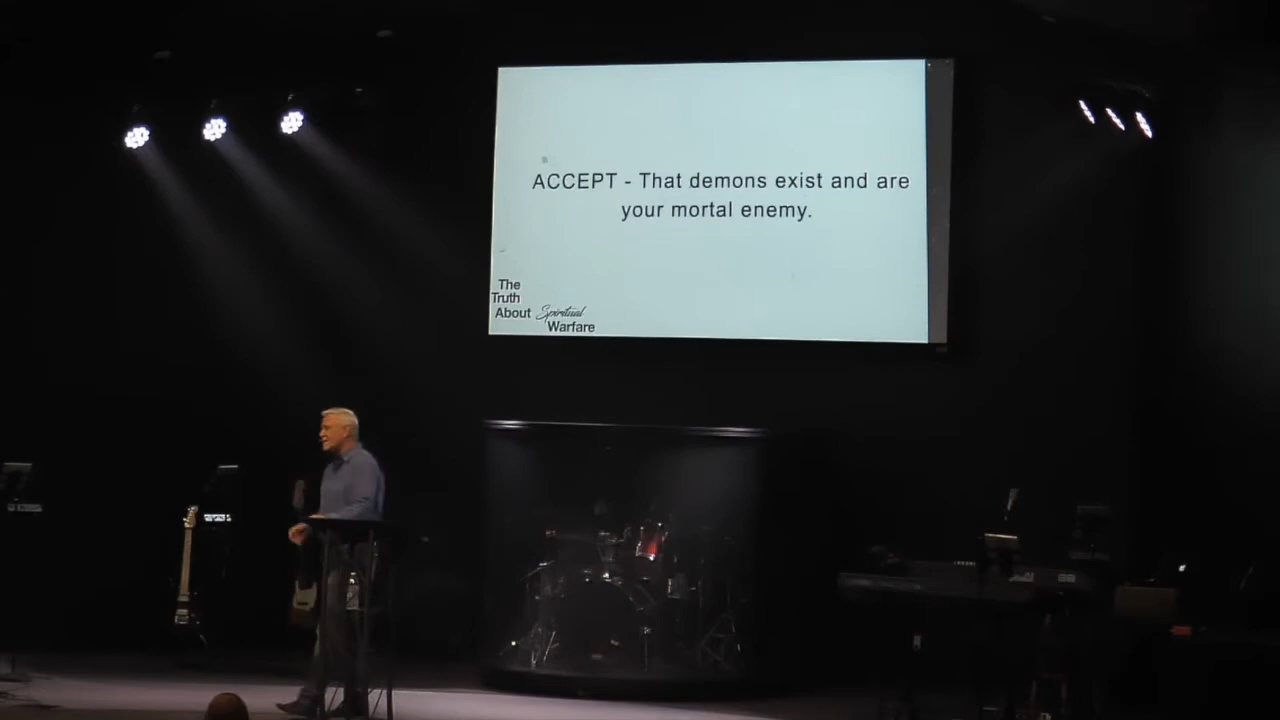 ACCEPT - That demons exist and are
your mortal enemy.
The
Truth
About Spiritual
Warfare